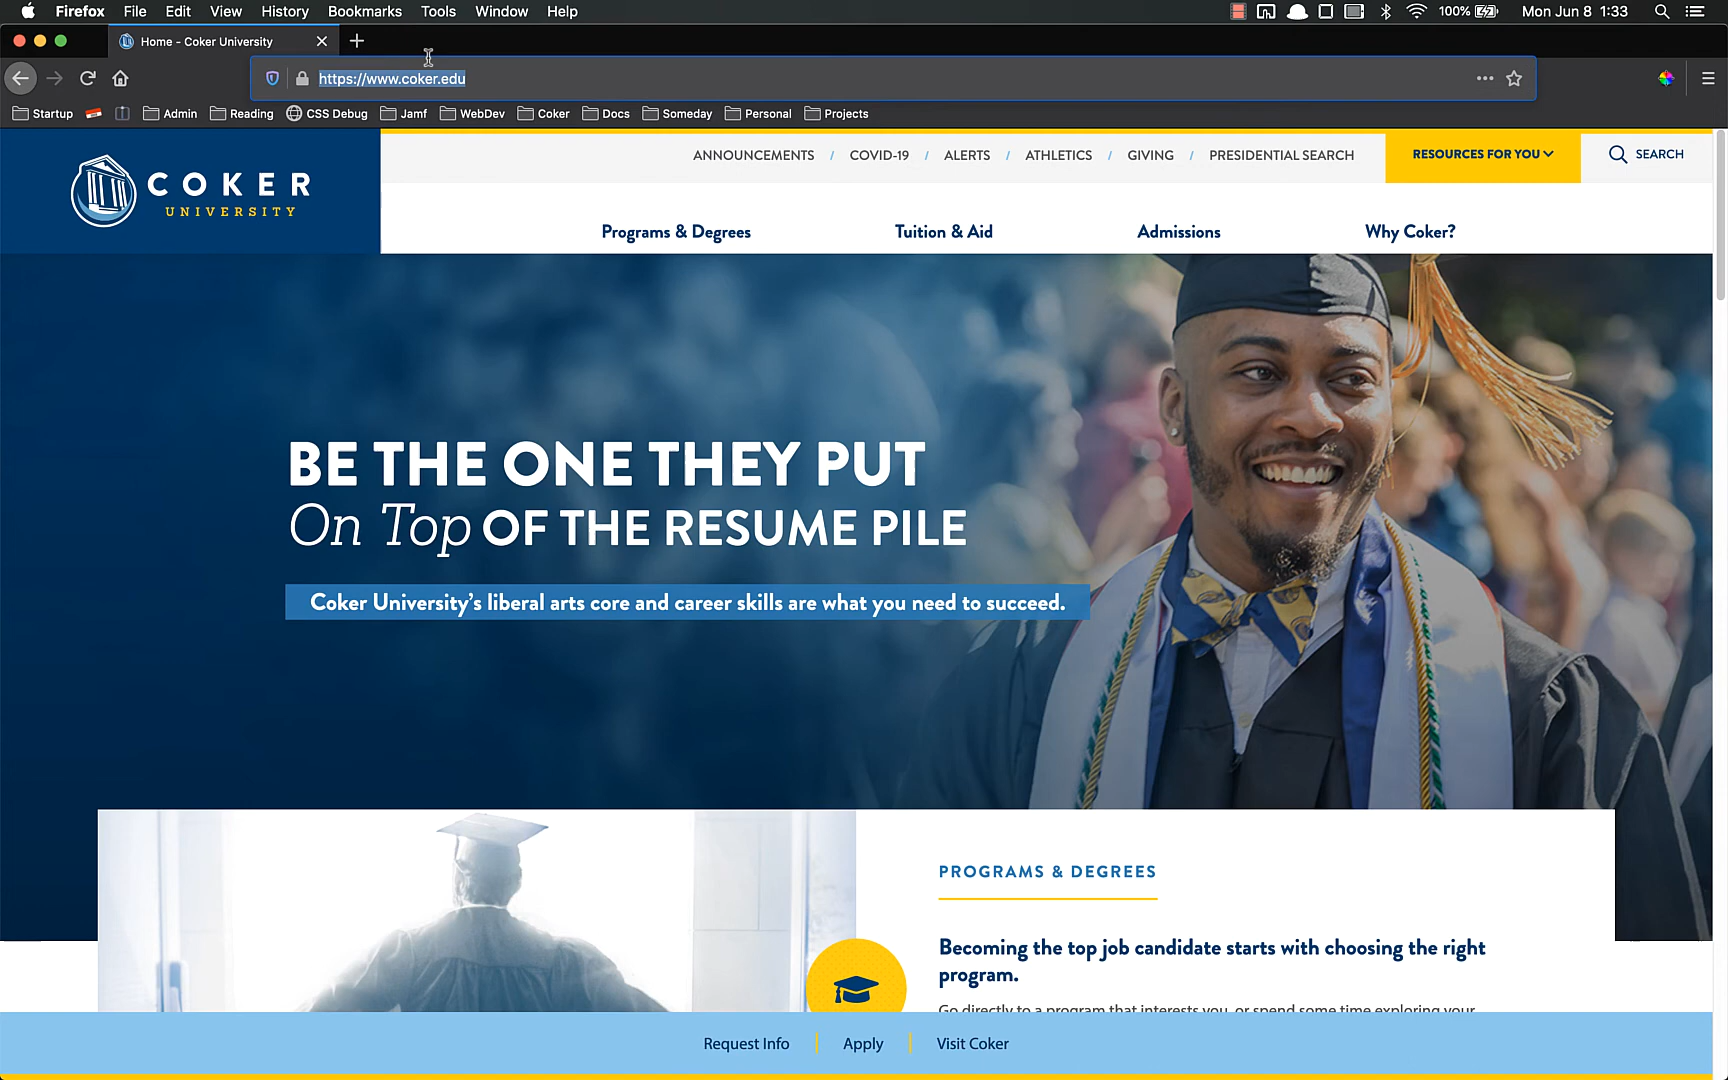 Firefox File Edit View History Bookmarks Tools Window Help 100% Mon Jun 8 1:33
Home - Coker University
https://www.coker.edu
Startup Admin Reading CSS Debug Jamf WebDev Coker Docs Someday Personal Projects
COKER
UNIVERSITY
ANNOUNCEMENTS / COVID-19 / ALERTS / ATHLETICS / GIVING / PRESIDENTIAL SEARCH RESOURCES FOR YOU SEARCH
Programs & Degrees Tuition & Aid Admissions Why Coker?
BE THE ONE THEY PUT
On Top OF THE RESUME PILE
Coker University’s liberal arts core and career skills are what you need to succeed.
PROGRAMS & DEGREES
Becoming the top job candidate starts with choosing the right
program.
Go directly to a program that interests you, or spend some time exploring your
Request Info Apply Visit Coker